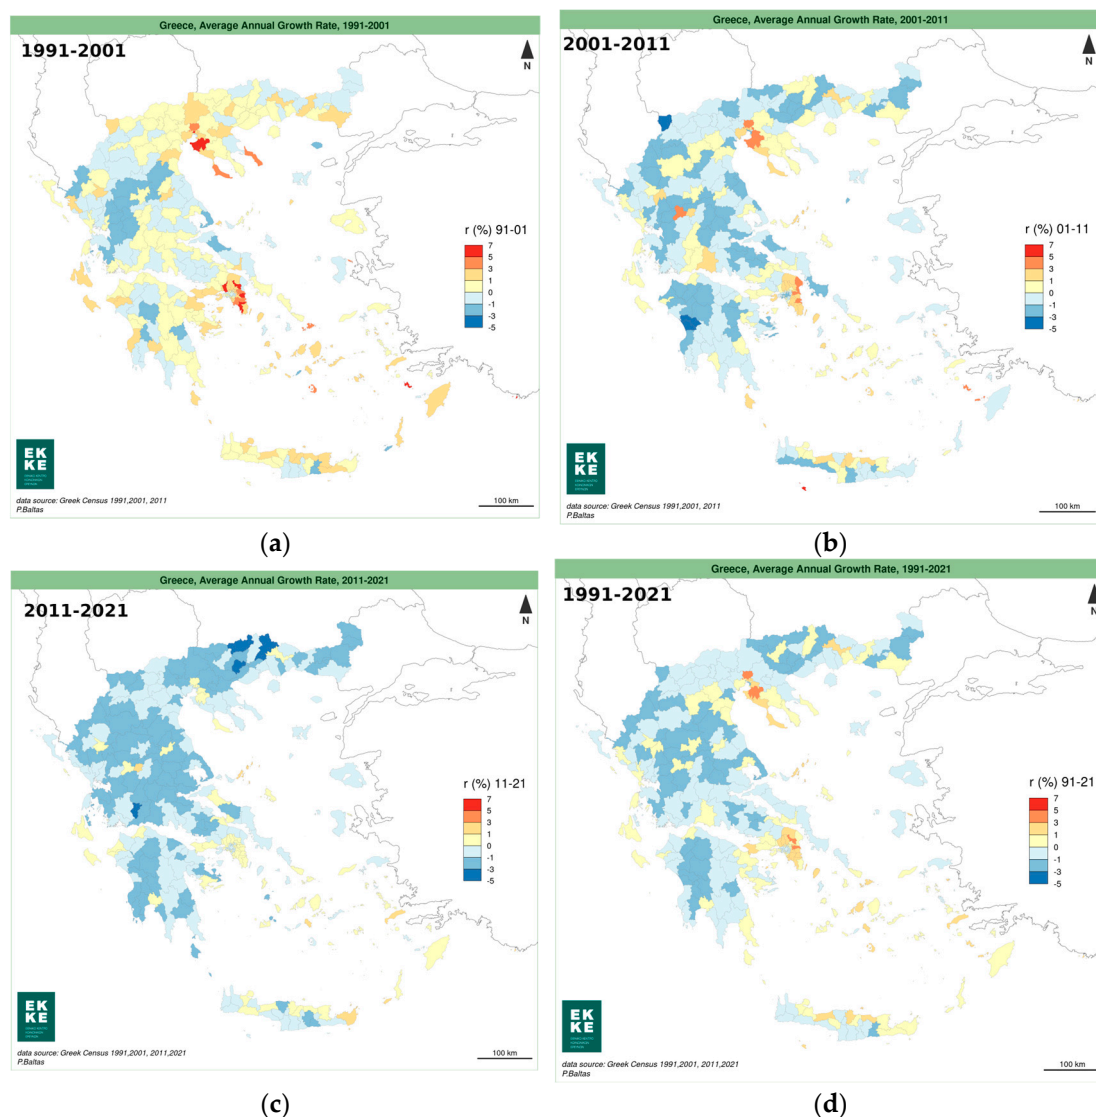 Greece, Average Annual Growth Rate, 1991-2001
1991-2001
N
r (%) 91-01
7
5
3
1
0
-1
-3
-5
EK
KE
data source: Greek Census 1991,2001, 2011
P.Baltas
100 km
(a)
Greece, Average Annual Growth Rate, 2001-2011
2001-2011
N
r (%) 01-11
7
5
3
1
0
-1
-3
-5
EK
KE
data source: Greek Census 1991,2001, 2011
P.Baltas
100 km
(b)
Greece, Average Annual Growth Rate, 2011-2021
2011-2021
N
r (%) 11-21
7
5
3
1
0
-1
-3
-5
EK
KE
data source: Greek Census 1991,2001, 2011,2021
P.Baltas
100 km
(c)
Greece, Average Annual Growth Rate, 1991-2021
1991-2021
N
r (%) 91-21
7
5
3
1
0
-1
-3
-5
EK
KE
data source: Greek Census 1991,2001, 2011,2021
P.Baltas
100 km
(d)